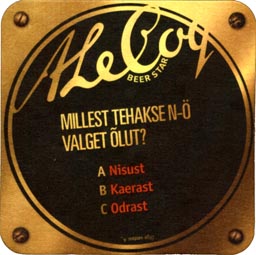 A Le Coq
BEER STAR
MILLEST TEHAKSE N-Ö
VALGET ÕLUT?
A Nisust
B Kaerast
C Odrast